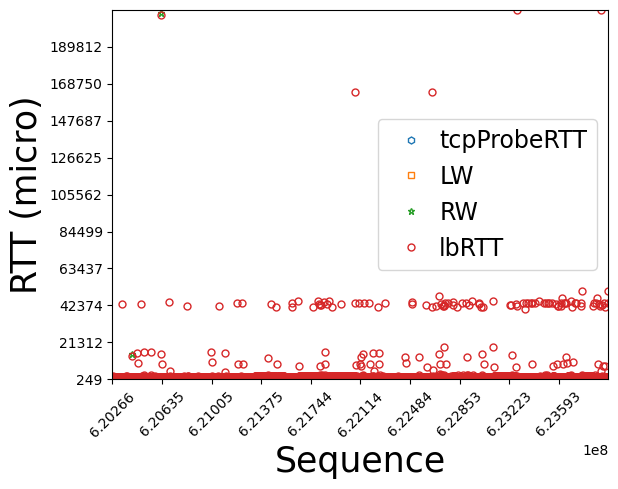 RTT (micro)
189812
168750
147687
126625
105562
84499
63437
42374
21312
249
tcpProbeRTT
LW
RW
lbRTT
6.20266
6.20635
6.21005
6.21375
6.21744
6.22114
6.22484
6.22853
6.23223
6.23593
1e8
Sequence